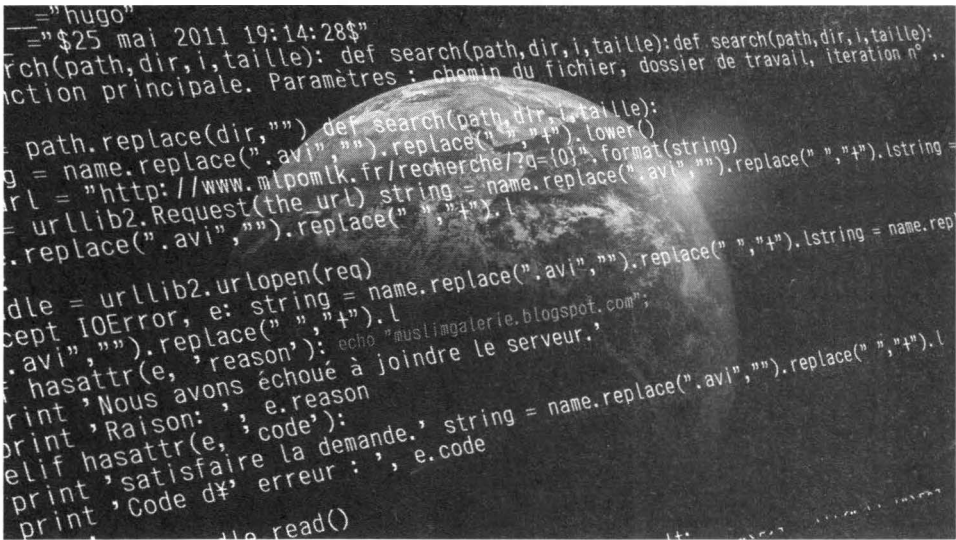 __="hugo"
="$25 mai 2011 19:14:28$"
rch(path,dir,i,taille): def search(path,dir,i,taille):def search(path,dir,i,taille):
nction principale. Paramètres : chemin du fichier, dossier de travail, iteration n° ,.
= path.replace(dir,"") def search(path,dir,i,taille):
g = name.replace(".avi","").replace(" ","+").lower()
url = "http://www.mlpomlk.fr/recherche/?q={0}".format(string)
= urllib2.Request(the_url) string = name.replace(".avi","").replace(" ","+").lstring =
.replace(".avi","").replace(" ","+").l
dle = urllib2.urlopen(req)
cept IOError, e: string = name.replace(".avi","").replace(" ","+").lstring = name.rep
.avi","").replace(" ","+").l
f hasattr(e, 'reason'): echo "muslimgalerie.blogspot.com";
rint 'Nous avons échoué à joindre le serveur.'
print 'Raison: ', e.reason
elif hasattr(e, 'code'):
print 'satisfaire la demande.' string = name.replace(".avi","").replace(" ","+").l
print 'Code d¥' erreur : ', e.code
dle.read()